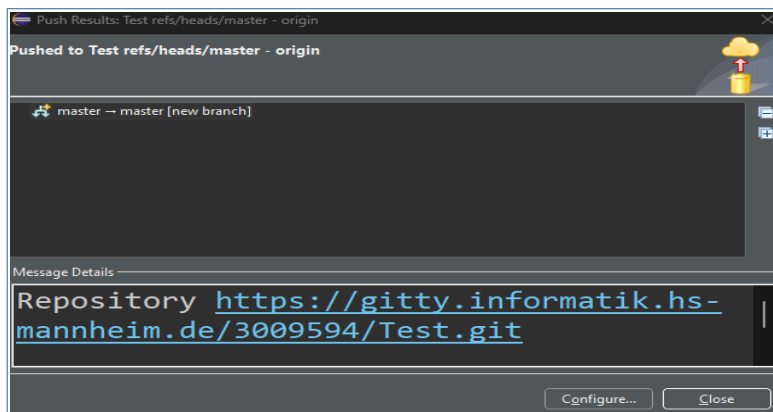 Push Results: Test refs/heads/master - origin
Pushed to Test refs/heads/master - origin
master → master [new branch]
Message Details
Repository https://gitty.informatik.hs-
mannheim.de/3009594/Test.git
Configure...
Close